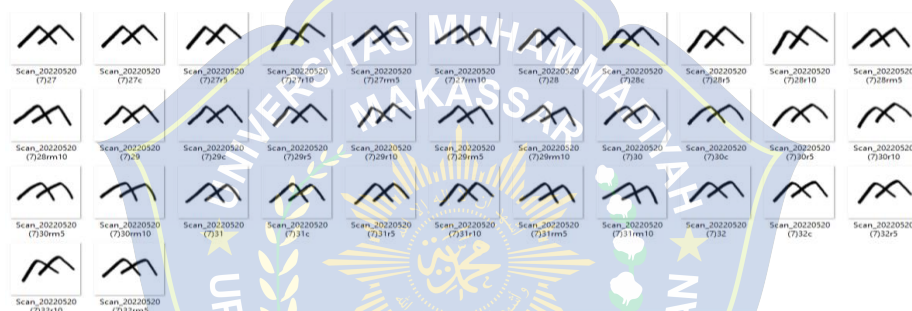 UNIVERSITAS MUHAMMADIYAH
MAKASSAR
Scan_20220520
(7)27
Scan_20220520
(7)27c
Scan_20220520
(7)27r5
Scan_20220520
(7)27r10
Scan_20220520
(7)27rm5
Scan_20220520
(7)27rm10
Scan_20220520
(7)28
Scan_20220520
(7)28c
Scan_20220520
(7)28r5
Scan_20220520
(7)28r10
Scan_20220520
(7)28rm5
Scan_20220520
(7)28rm10
Scan_20220520
(7)29
Scan_20220520
(7)29c
Scan_20220520
(7)29r5
Scan_20220520
(7)29r10
Scan_20220520
(7)29rm5
Scan_20220520
(7)29rm10
Scan_20220520
(7)30
Scan_20220520
(7)30c
Scan_20220520
(7)30r5
Scan_20220520
(7)30r10
Scan_20220520
(7)30rm5
Scan_20220520
(7)30rm10
Scan_20220520
(7)31
Scan_20220520
(7)31c
Scan_20220520
(7)31r5
Scan_20220520
(7)31r10
Scan_20220520
(7)31rm5
Scan_20220520
(7)31rm10
Scan_20220520
(7)32
Scan_20220520
(7)32c
Scan_20220520
(7)32r5
Scan_20220520
(7)32r10
Scan_20220520
(7)32rm5